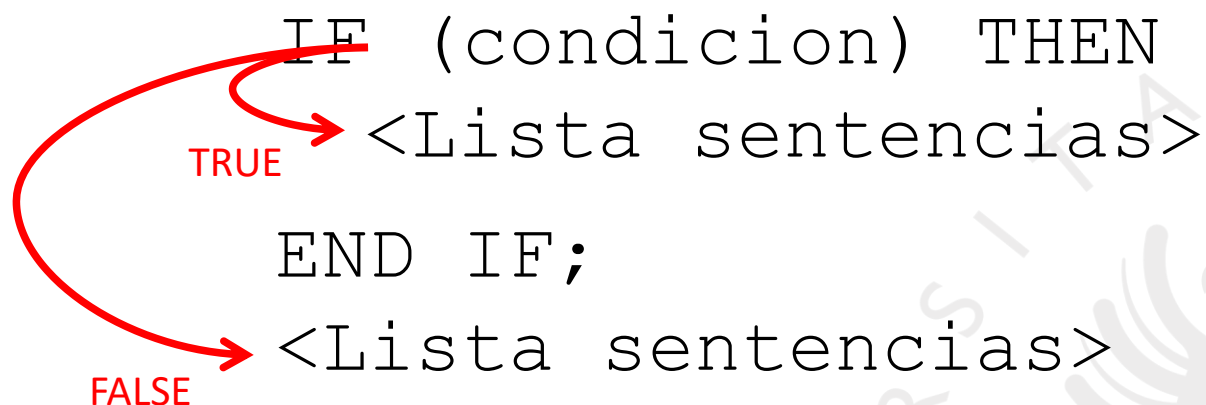 IF (condicion) THEN
<Lista sentencias>
TRUE
END IF;
<Lista sentencias>
FALSE